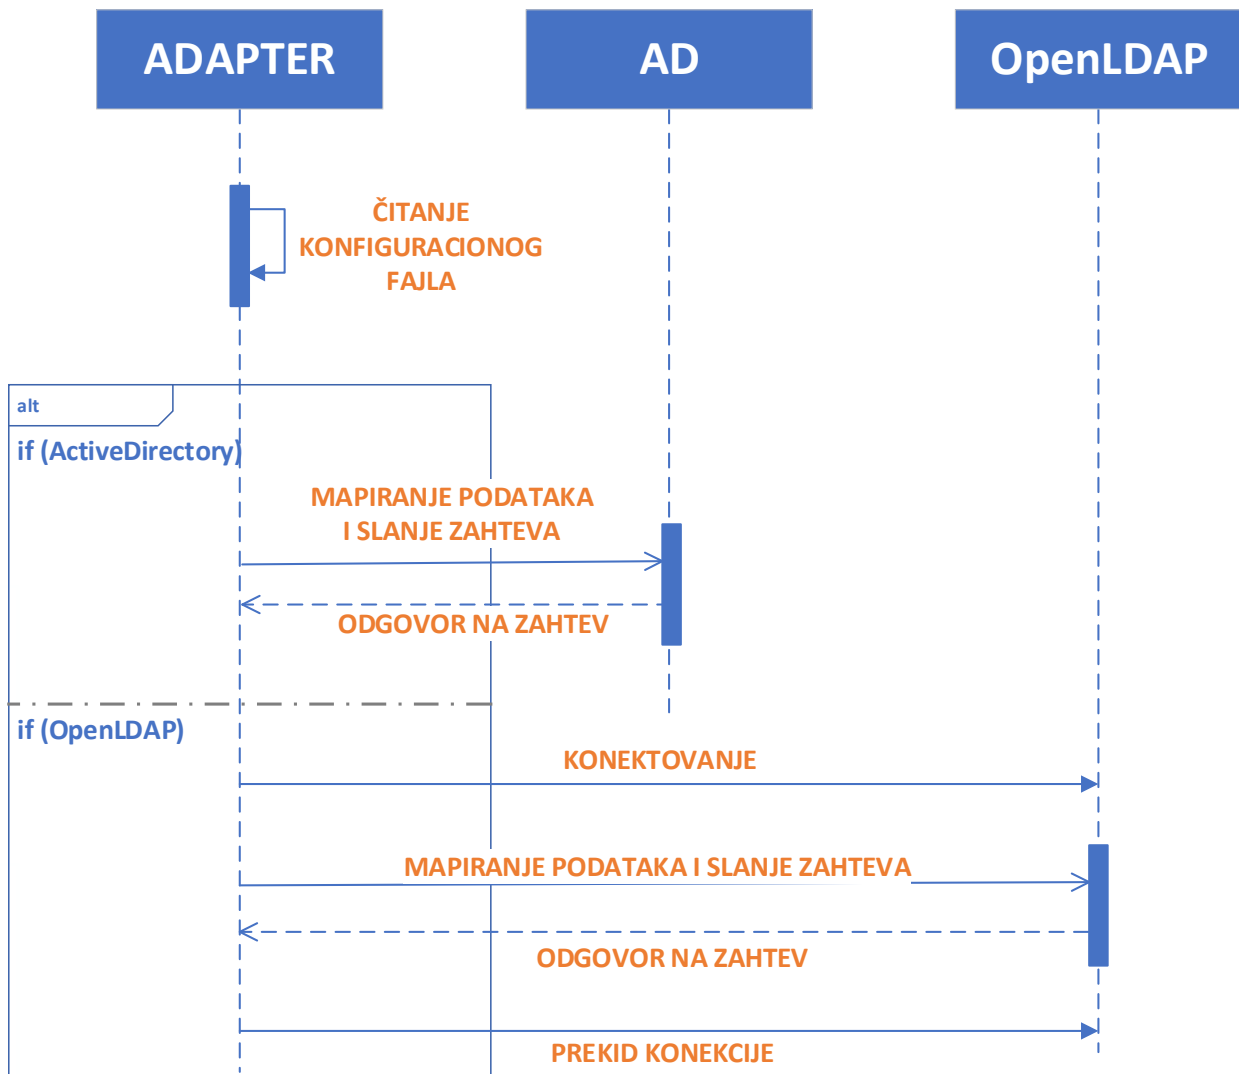 ADAPTER
AD
OpenLDAP
ČITANJE
KONFIGURACIONOG
FAJLA
alt
if (ActiveDirectory)
MAPIRANJE PODATAKA
I SLANJE ZAHTEVA
ODGOVOR NA ZAHTEV
if (OpenLDAP)
KONEKTOVANJE
MAPIRANJE PODATAKA I SLANJE ZAHTEVA
ODGOVOR NA ZAHTEV
PREKID KONEKCIJE